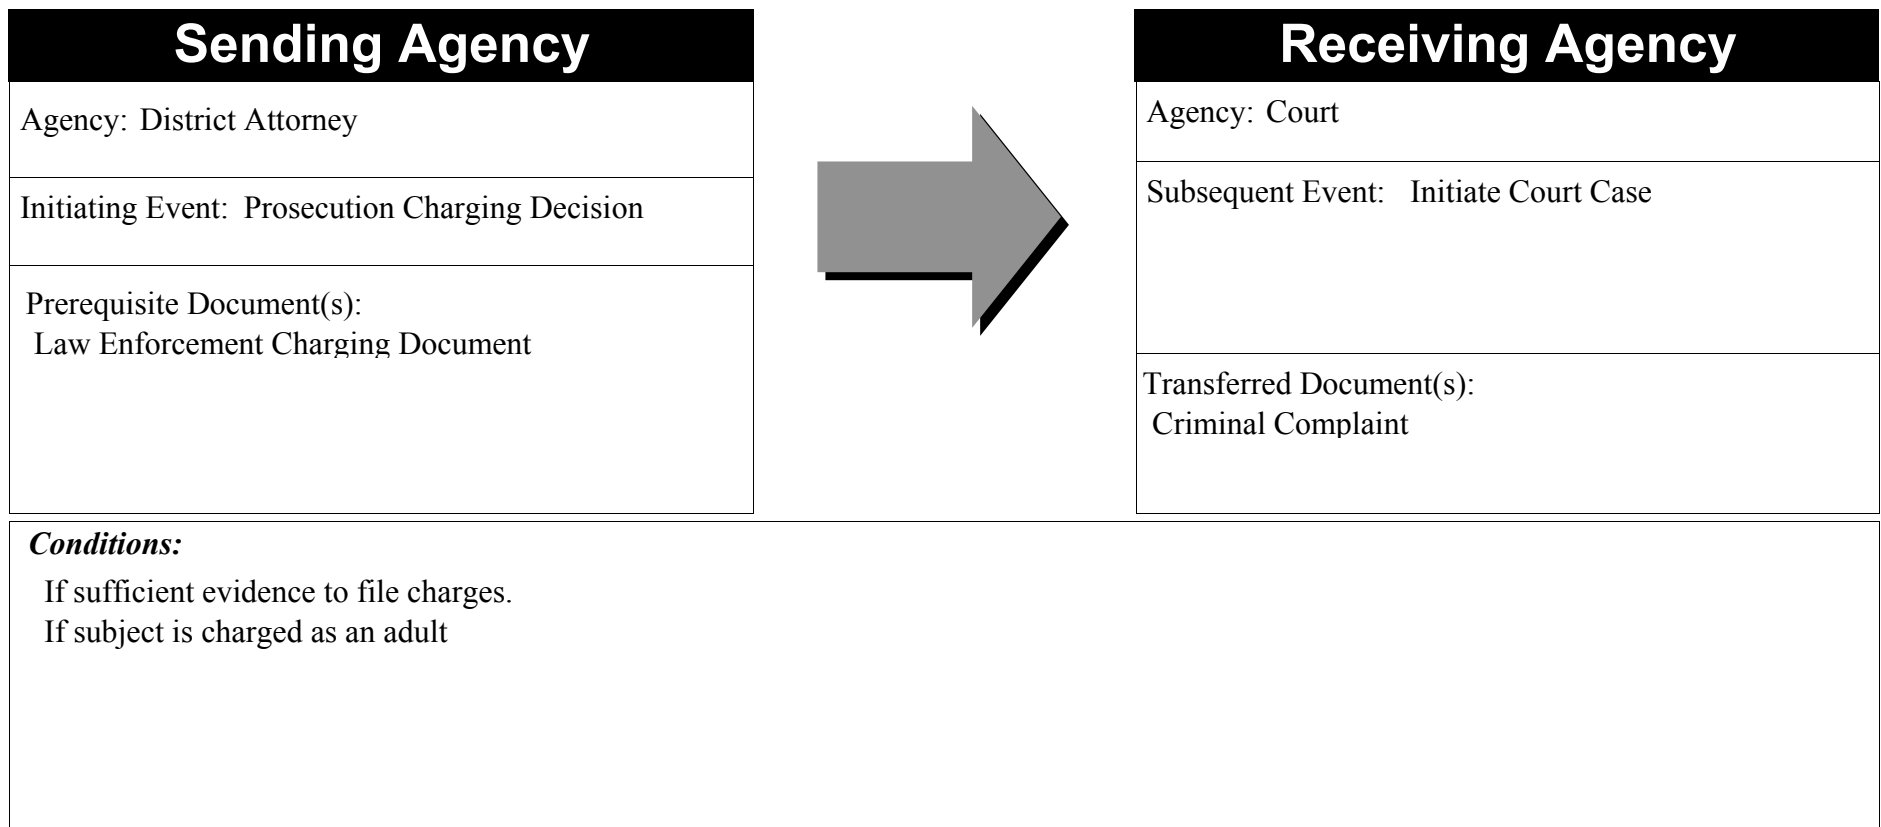 Sending Agency
Agency: District Attorney
Initiating Event: Prosecution Charging Decision
Prerequisite Document(s):
Law Enforcement Charging Document
Receiving Agency
Agency: Court
Subsequent Event: Initiate Court Case
Transferred Document(s):
Criminal Complaint
Conditions:
If sufficient evidence to file charges.
If subject is charged as an adult